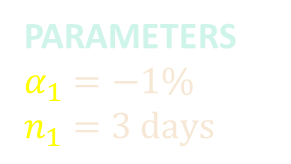 PARAMETERS
α₁ = −1%
n₁ = 3 days